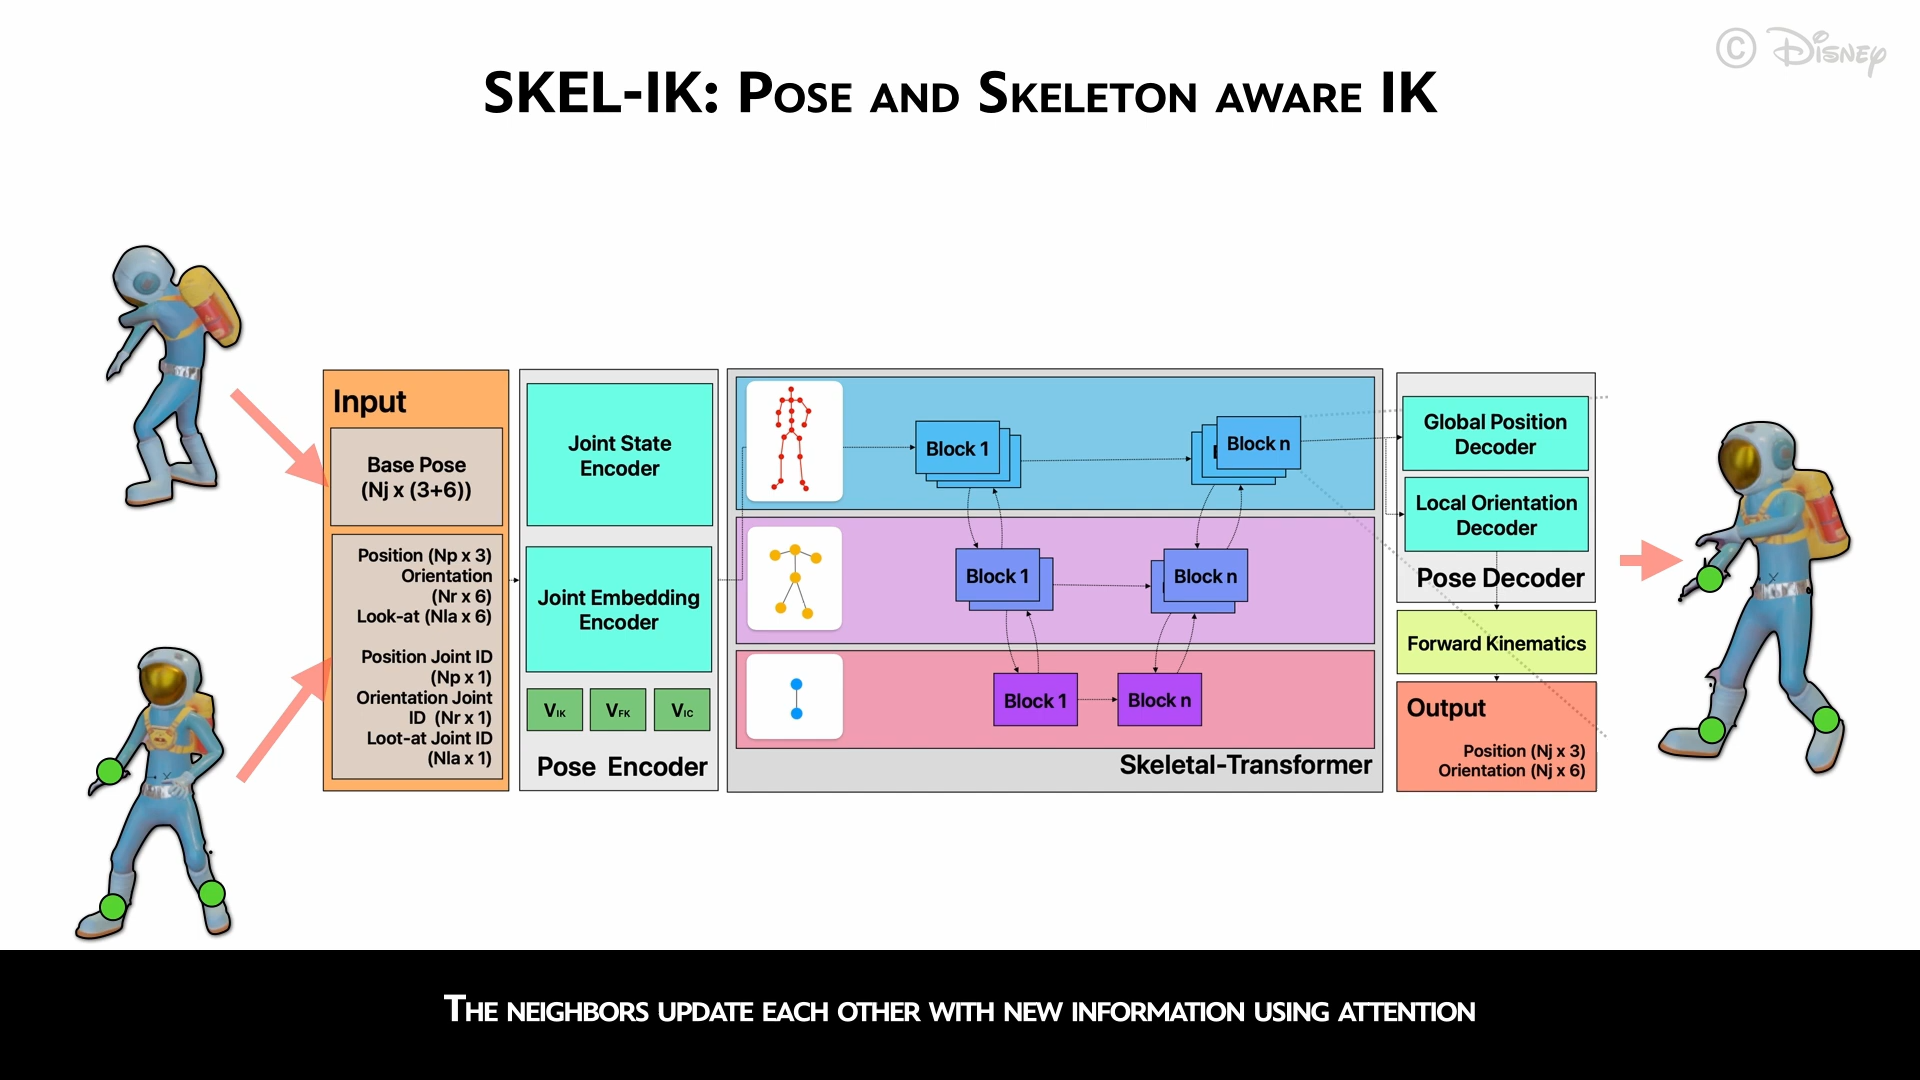 © Disney
SKEL-IK: Pose and Skeleton aware IK
Input
Base Pose
(Nj x (3+6))
Position (Np x 3)
Orientation
(Nr x 6)
Look-at (Nla x 6)
Position Joint ID
(Np x 1)
Orientation Joint
ID (Nr x 1)
Loot-at Joint ID
(Nla x 1)
Joint State
Encoder
Joint Embedding
Encoder
VIK
VFK
VIC
Pose Encoder
Block 1
Block n
Block 1
Block n
Block 1
Block n
Skeletal-Transformer
Global Position
Decoder
Local Orientation
Decoder
Pose Decoder
Forward Kinematics
Output
Position (Nj x 3)
Orientation (Nj x 6)
The neighbors update each other with new information using attention